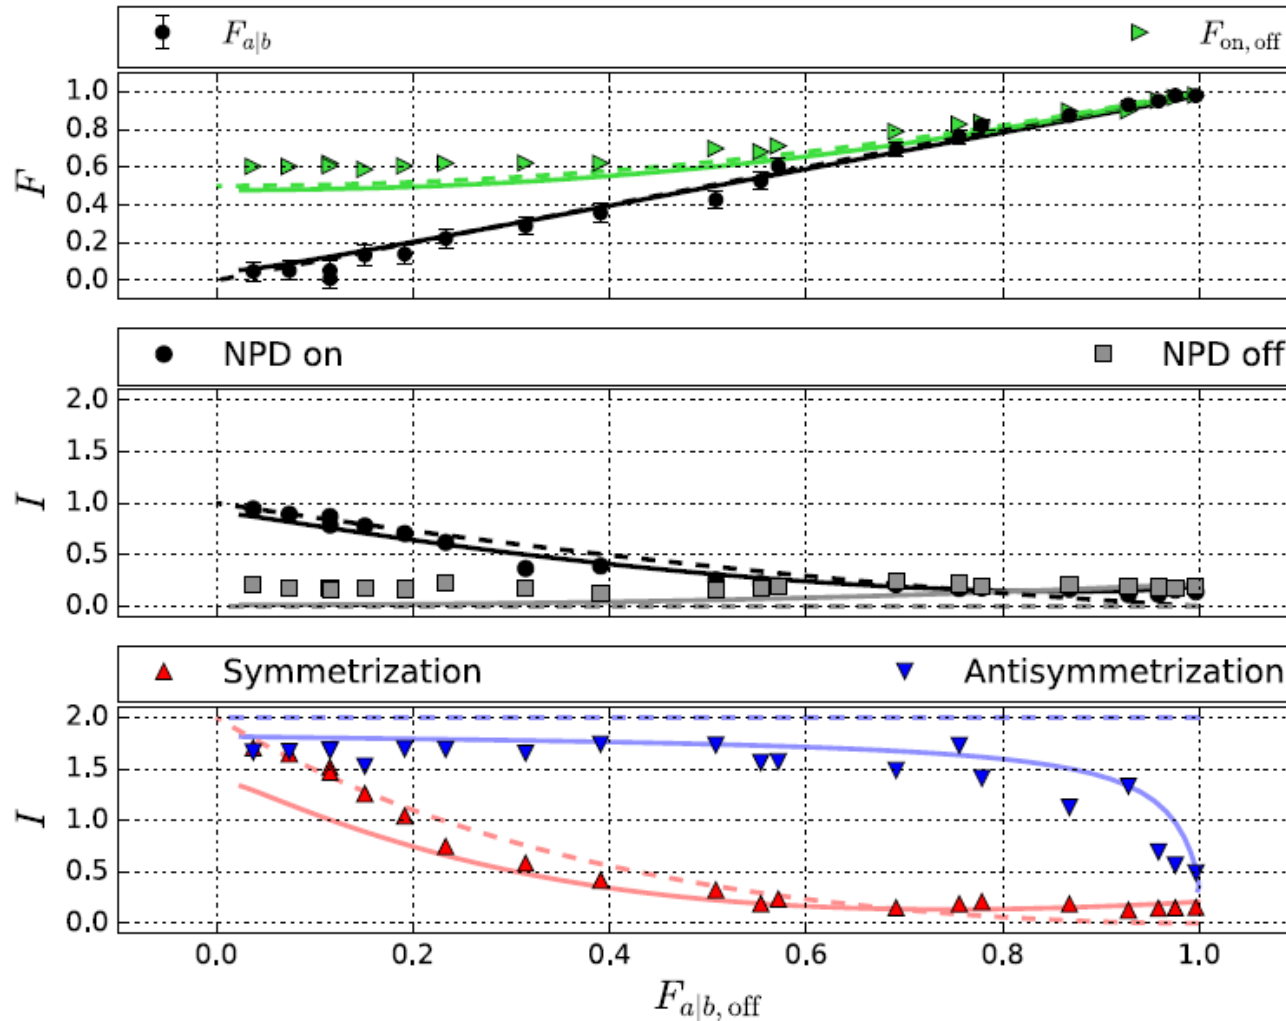 F_{a|b} F_{on,off}
1.0
0.8
0.6
0.4
0.2
0.0
F
NPD on NPD off
2.0
1.5
1.0
0.5
0.0
I
Symmetrization Antisymmetrization
2.0
1.5
1.0
0.5
0.0
I
0.0 0.2 0.4 0.6 0.8 1.0
F_{a|b, off}